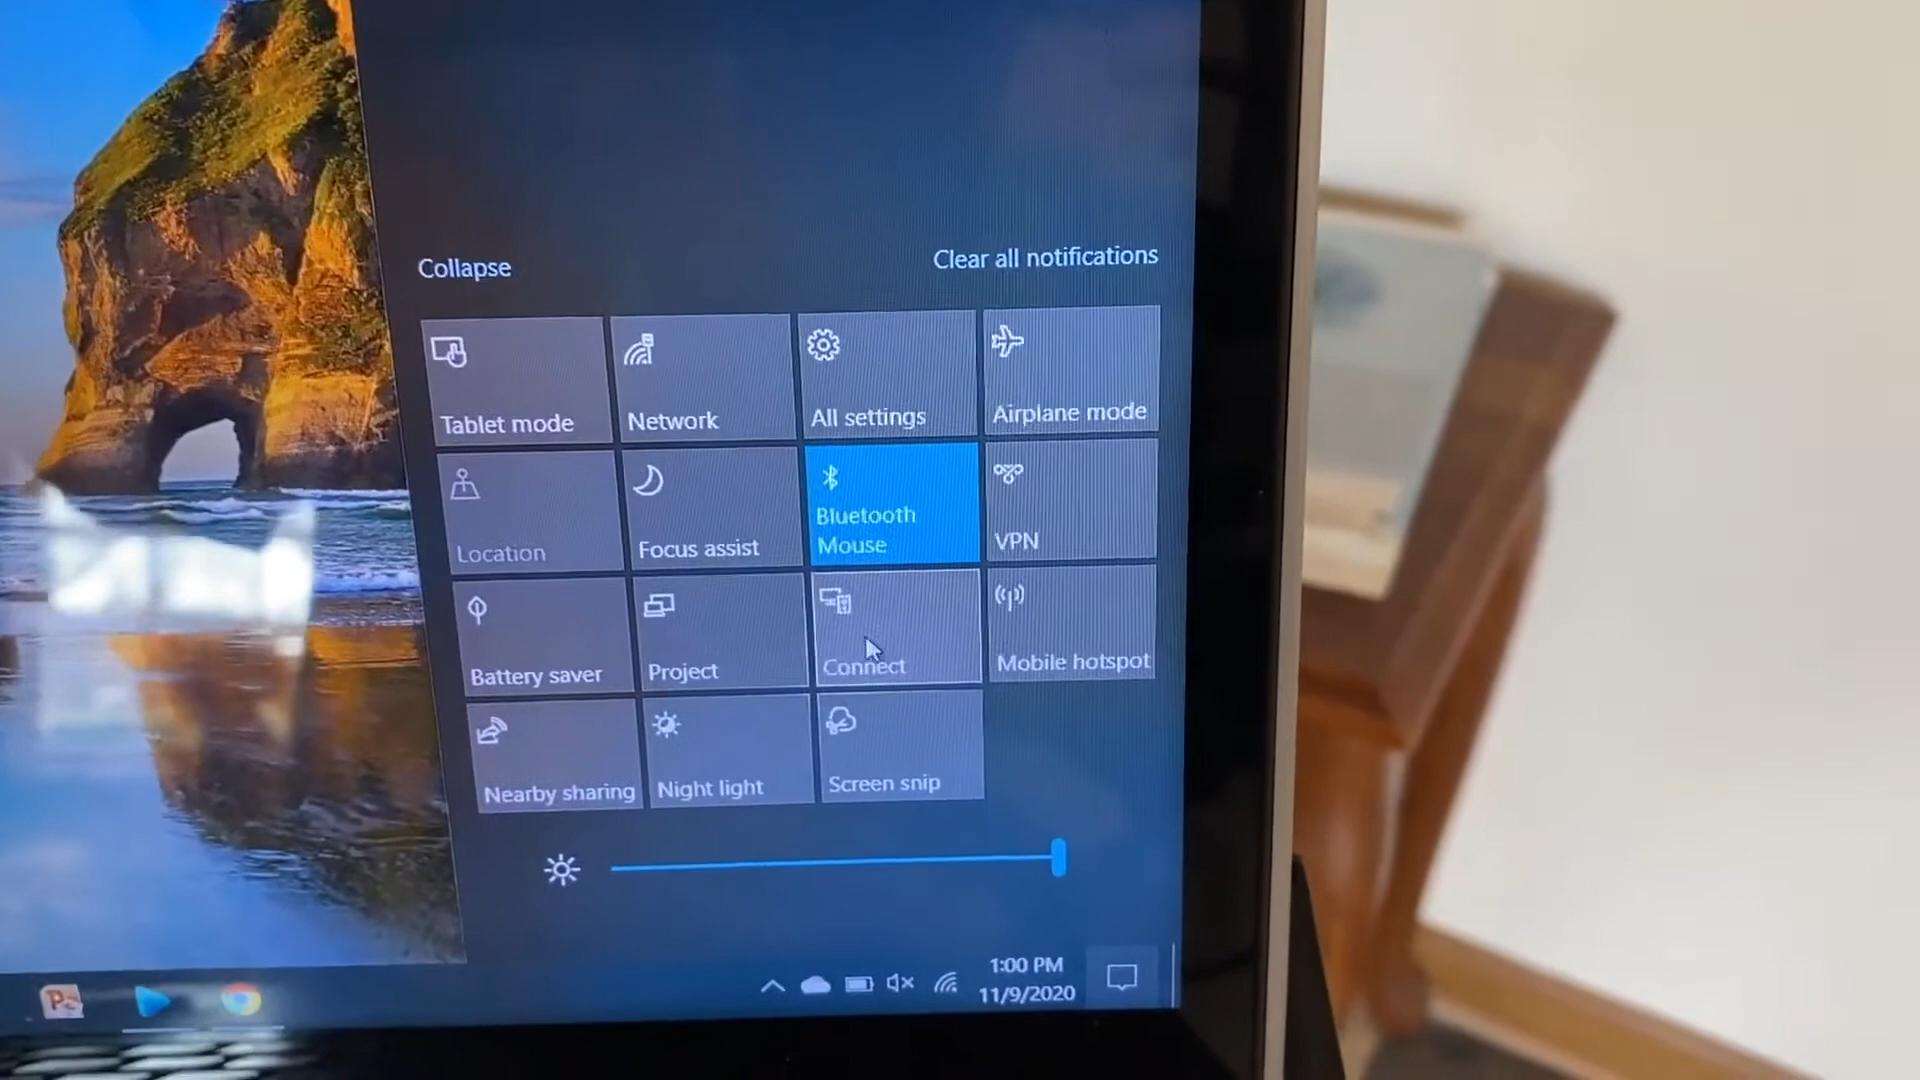 Collapse
Clear all notifications
Tablet mode
Network
All settings
Airplane mode
Location
Focus assist
Bluetooth
Mouse
VPN
Battery saver
Project
Connect
Mobile hotspot
Nearby sharing
Night light
Screen snip
1:00 PM
11/9/2020